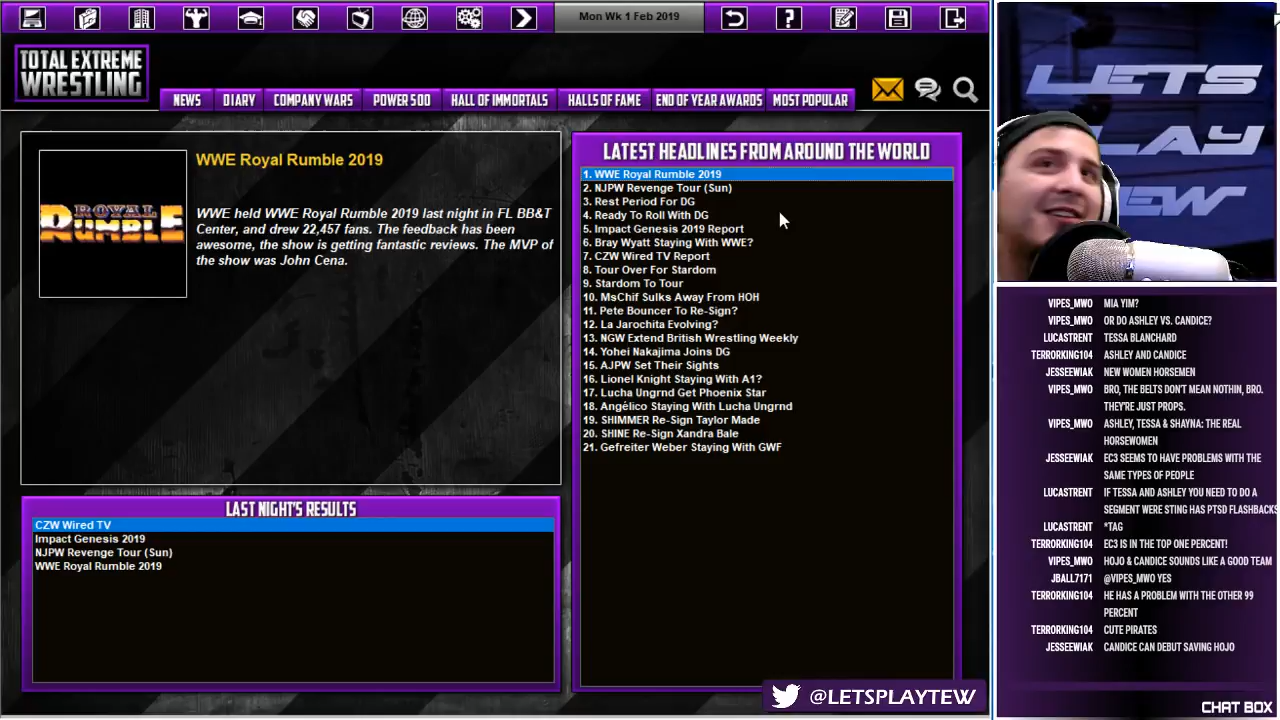 Mon Wk 1 Feb 2019
TOTAL EXTREME
WRESTLING
NEWS
DIARY
COMPANY WARS
POWER 500
HALL OF IMMORTALS
HALLS OF FAME
END OF YEAR AWARDS
MOST POPULAR
ROYAL
RUMBLE
WWE Royal Rumble 2019
WWE held WWE Royal Rumble 2019 last night in FL BB&T
Center, and drew 22,457 fans. The feedback has been
awesome, the show is getting fantastic reviews. The MVP of
the show was John Cena.
LAST NIGHT'S RESULTS
CZW Wired TV
Impact Genesis 2019
NJPW Revenge Tour (Sun)
WWE Royal Rumble 2019
LATEST HEADLINES FROM AROUND THE WORLD
1. WWE Royal Rumble 2019
2. NJPW Revenge Tour (Sun)
3. Rest Period For DG
4. Ready To Roll With DG
5. Impact Genesis 2019 Report
6. Bray Wyatt Staying With WWE?
7. CZW Wired TV Report
8. Tour Over For Stardom
9. Stardom To Tour
10. MsChif Sulks Away From HOH
11. Pete Bouncer To Re-Sign?
12. La Jarochita Evolving?
13. NGW Extend British Wrestling Weekly
14. Yohei Nakajima Joins DG
15. AJPW Set Their Sights
16. Lionel Knight Staying With A1?
17. Lucha Ungrnd Get Phoenix Star
18. Angélico Staying With Lucha Ungrnd
19. SHIMMER Re-Sign Taylor Made
20. SHINE Re-Sign Xandra Bale
21. Gefreiter Weber Staying With GWF
@LETSPLAYTEW
LETS
PLAY
TEW
VIPES_MWO MIA YIM?
VIPES_MWO OR DO ASHLEY VS. CANDICE?
LUCASTRENT TESSA BLANCHARD
TERRORKING104 ASHLEY AND CANDICE
JESSEEWIAK NEW WOMEN HORSEMEN
VIPES_MWO BRO, THE BELTS DON'T MEAN NOTHIN, BRO.
THEY'RE JUST PROPS.
VIPES_MWO ASHLEY, TESSA & SHAYNA: THE REAL
HORSEWOMEN
JESSEEWIAK EC3 SEEMS TO HAVE PROBLEMS WITH THE
SAME TYPES OF PEOPLE
LUCASTRENT IF TESSA AND ASHLEY YOU NEED TO DO A
SEGMENT WERE STING HAS PTSD FLASHBACKS
LUCASTRENT *TAG
TERRORKING104 EC3 IS IN THE TOP ONE PERCENT!
VIPES_MWO HOJO & CANDICE SOUNDS LIKE A GOOD TEAM
JBALL7171 @VIPES_MWO YES
TERRORKING104 HE HAS A PROBLEM WITH THE OTHER 99
PERCENT
TERRORKING104 CUTE PIRATES
JESSEEWIAK CANDICE CAN DEBUT SAVING HOJO
CHAT BOX